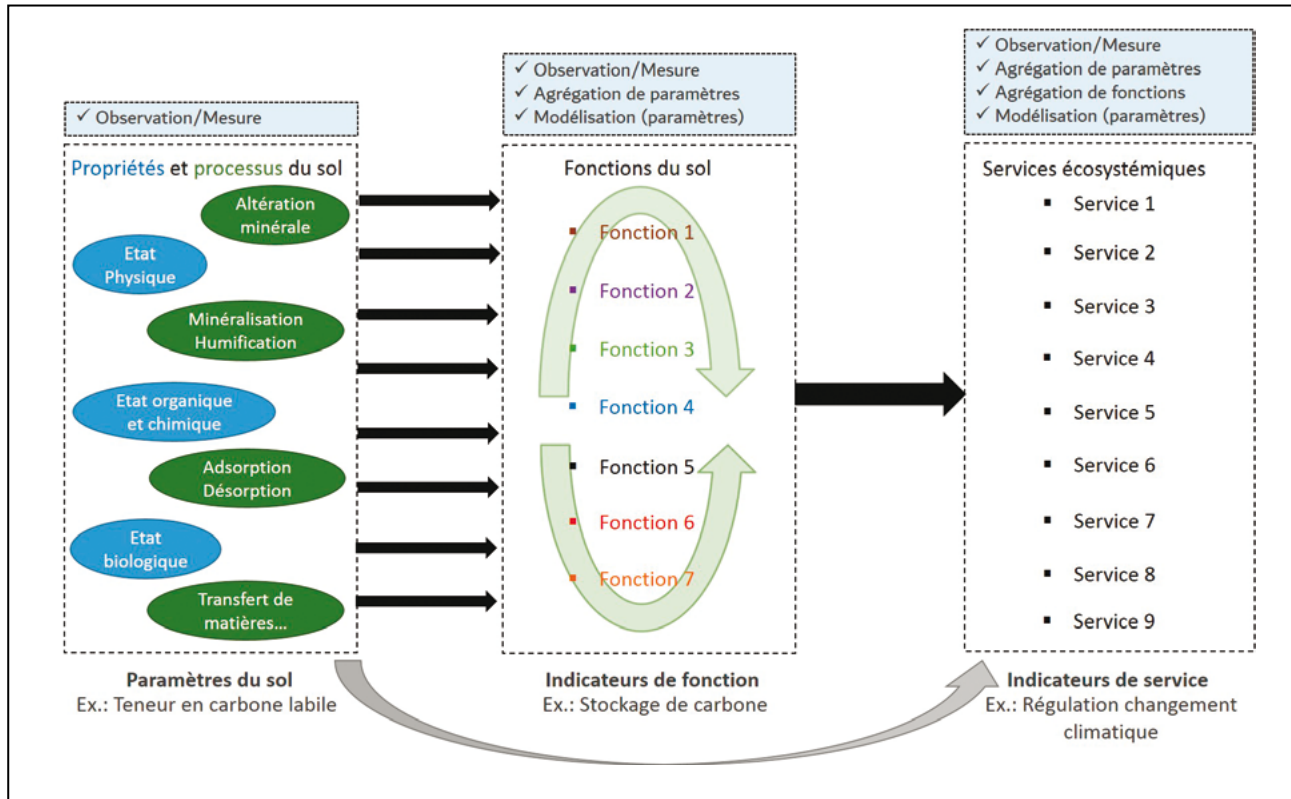 ✓ Observation/Mesure
Propriétés et processus du sol
Altération
minérale
Etat
Physique
Minéralisation
Humification
Etat organique
et chimique
Adsorption
Désorption
Etat
biologique
Transfert de
matières…
Paramètres du sol
Ex.: Teneur en carbone labile
✓ Observation/Mesure
✓ Agrégation de paramètres
✓ Modélisation (paramètres)
Fonctions du sol
▪ Fonction 1
▪ Fonction 2
▪ Fonction 3
▪ Fonction 4
▪ Fonction 5
▪ Fonction 6
▪ Fonction 7
Indicateurs de fonction
Ex.: Stockage de carbone
✓ Observation/Mesure
✓ Agrégation de paramètres
✓ Agrégation de fonctions
✓ Modélisation (paramètres)
Services écosystémiques
▪ Service 1
▪ Service 2
▪ Service 3
▪ Service 4
▪ Service 5
▪ Service 6
▪ Service 7
▪ Service 8
▪ Service 9
Indicateurs de service
Ex.: Régulation changement
climatique